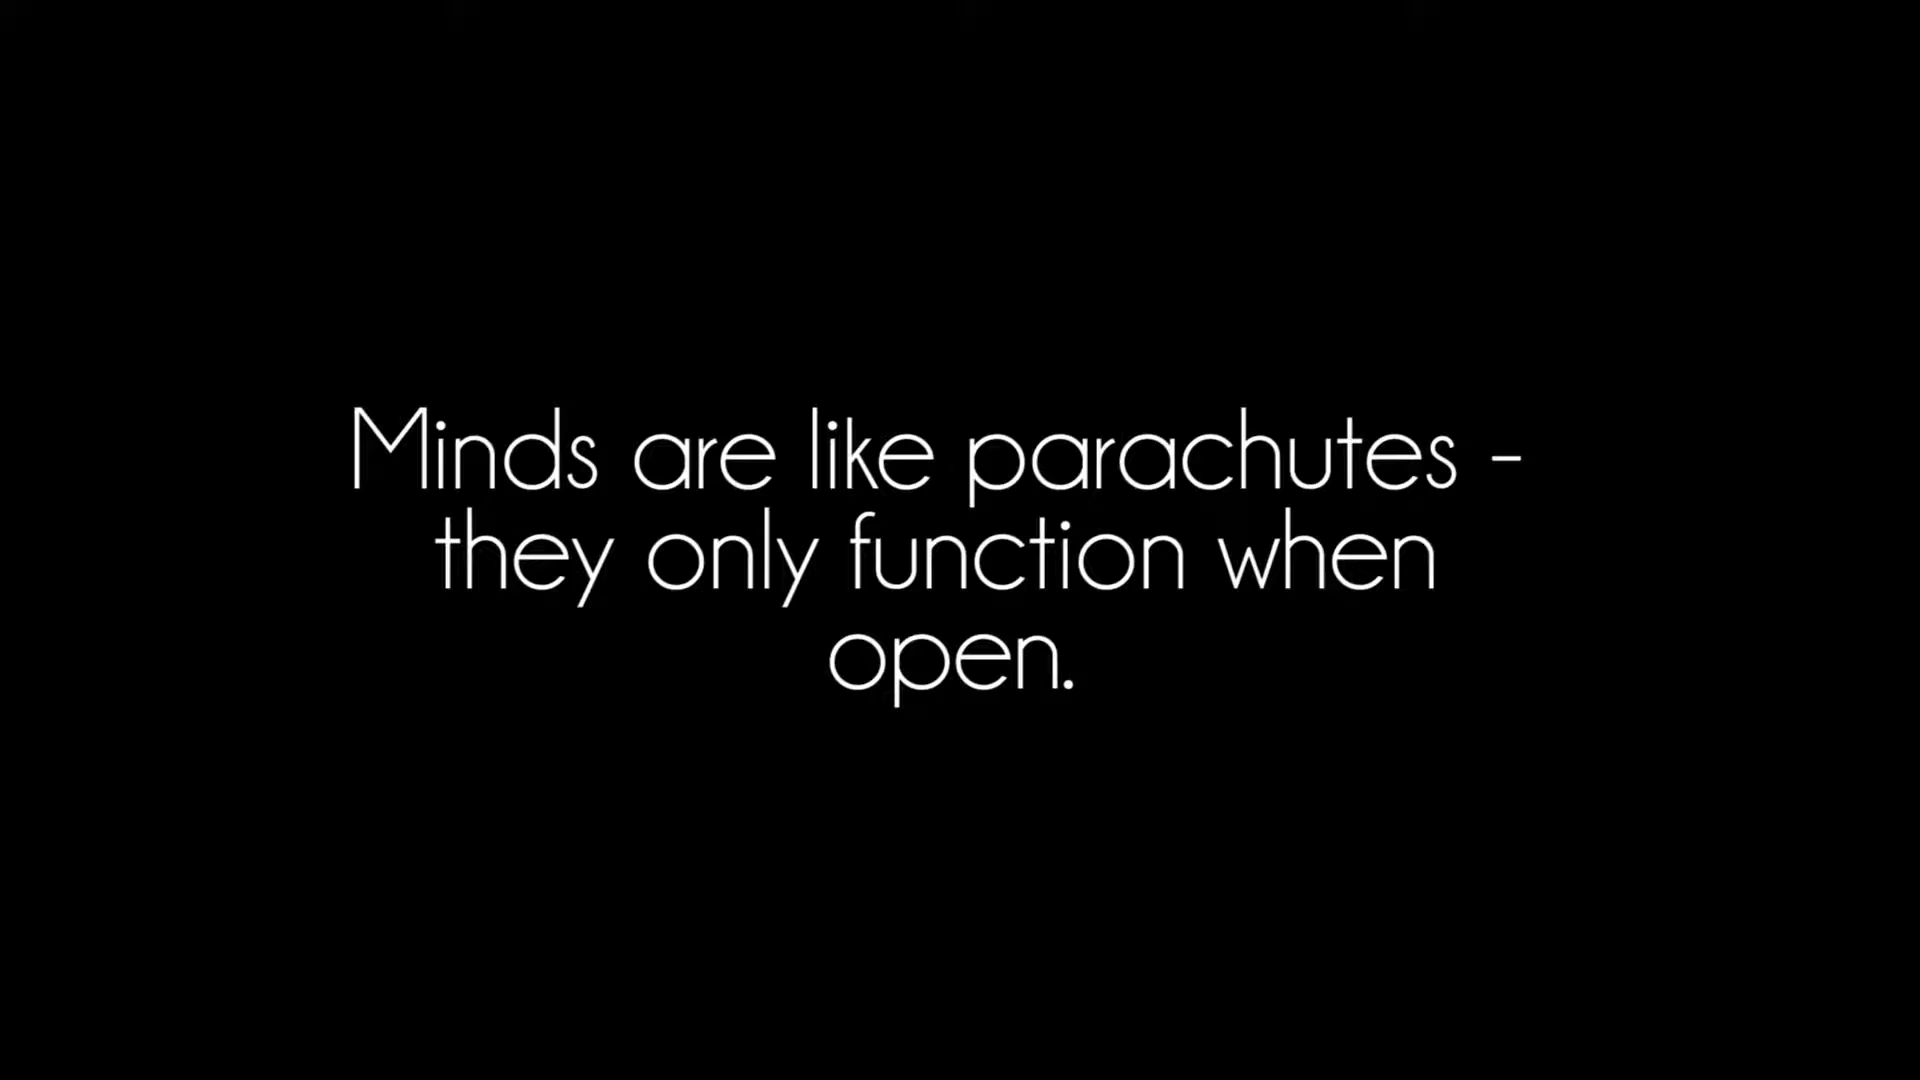 Minds are like parachutes -
they only function when
open.